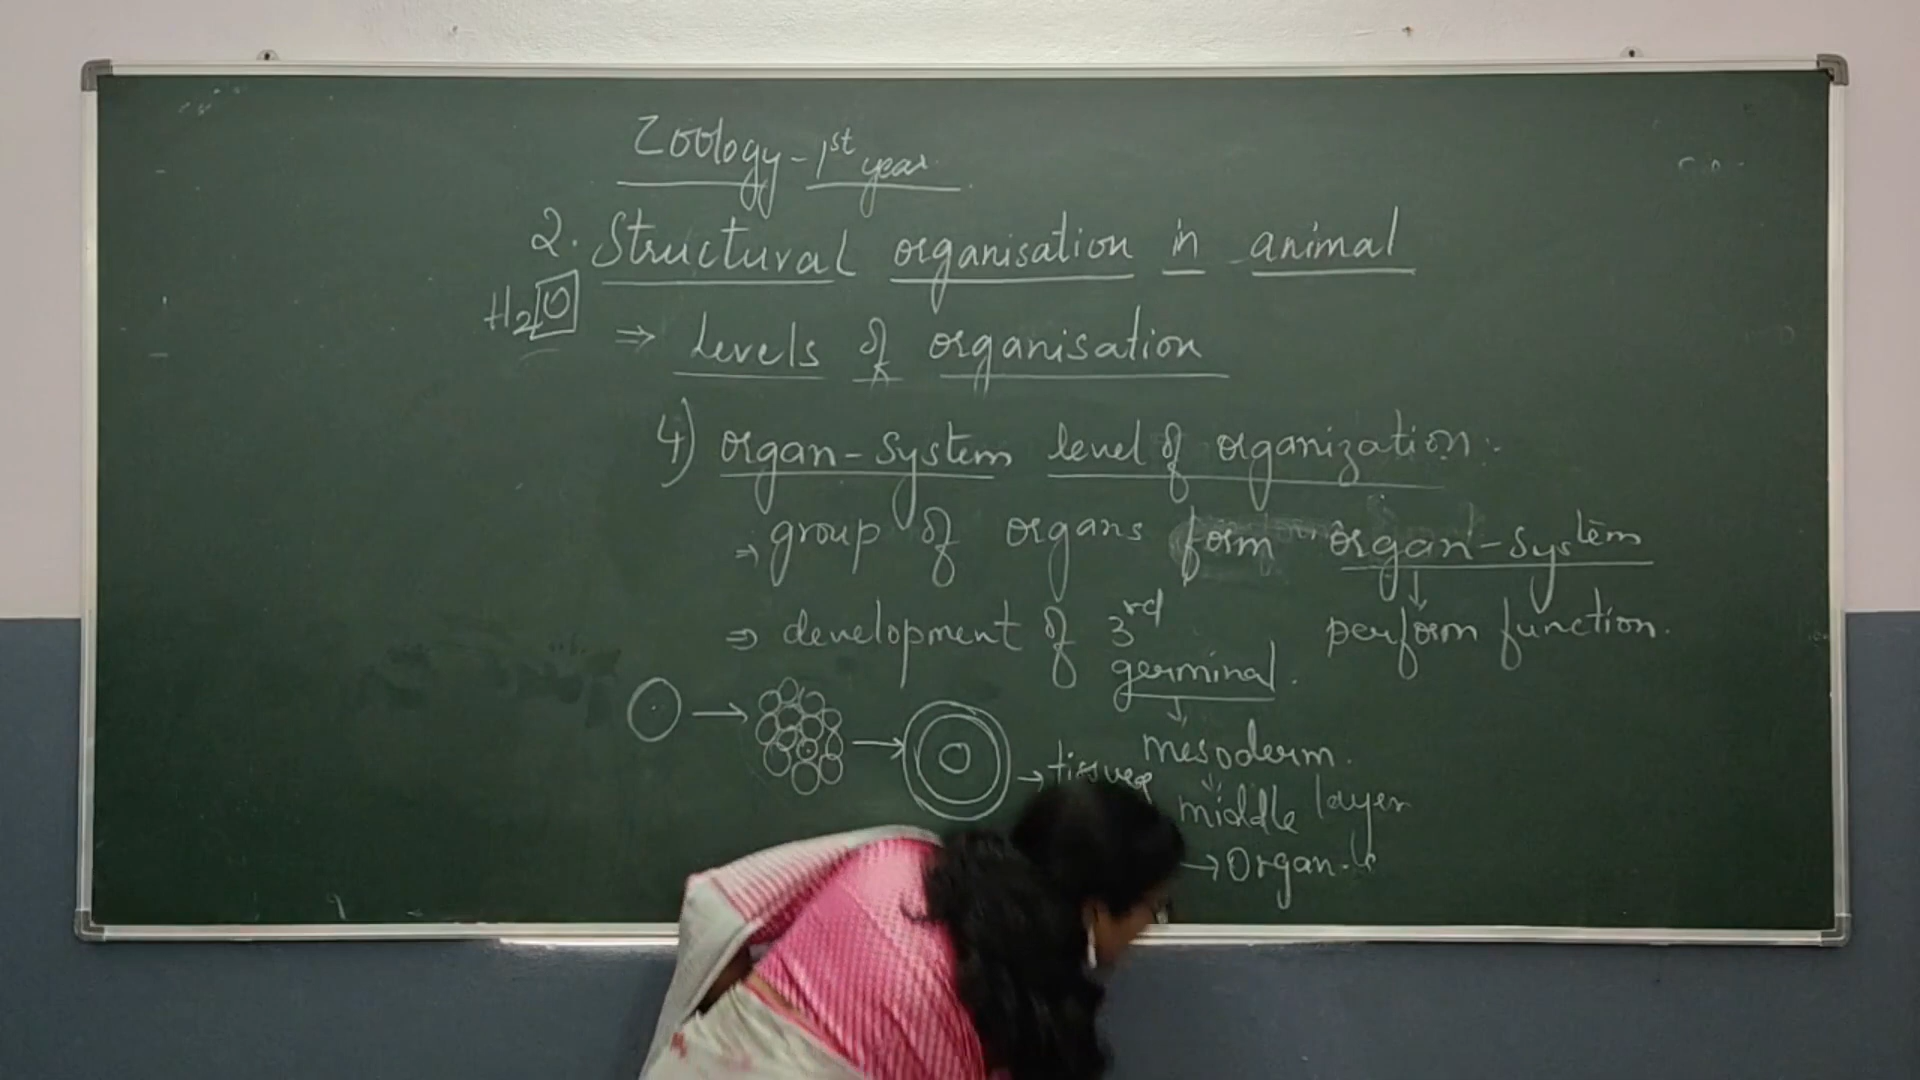 Zoology - 1st year
2. Structural organisation in animal
H2O
⇒ Levels of organisation
4) organ-system level of organization:-
⇒ group of organs form organ-system
↓
perform function.
⇒ development of 3rd
germinal.
↓
mesoderm.
↓
middle layer
→ tissues
→ Organ-